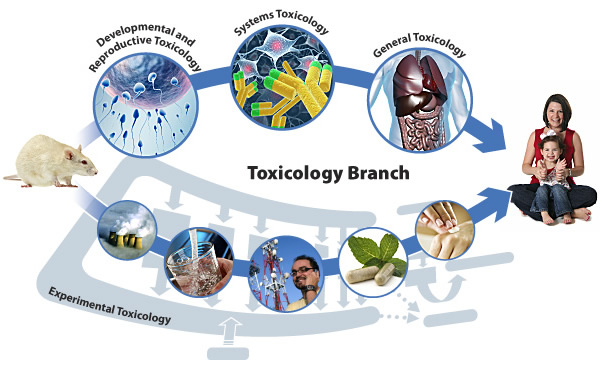 Developmental and
Reproductive Toxicology
Systems Toxicology
General Toxicology
Toxicology Branch
Experimental Toxicology